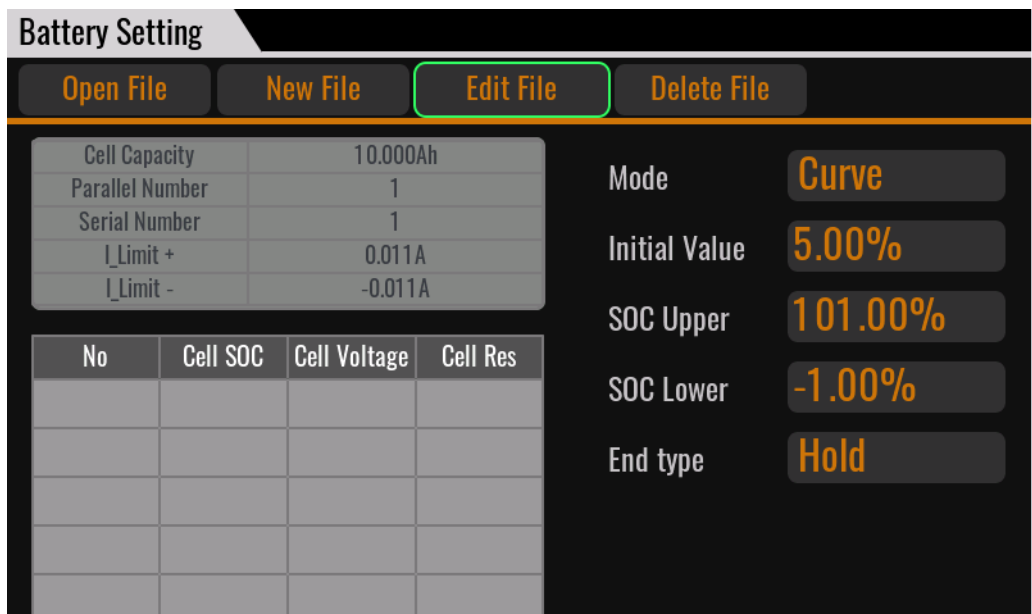 Battery Setting
Open File New File Edit File Delete File
Cell Capacity 10.000Ah
Parallel Number 1
Serial Number 1
I_Limit + 0.011A
I_Limit - -0.011A
No Cell SOC Cell Voltage Cell Res
Mode Curve
Initial Value 5.00%
SOC Upper 101.00%
SOC Lower -1.00%
End type Hold